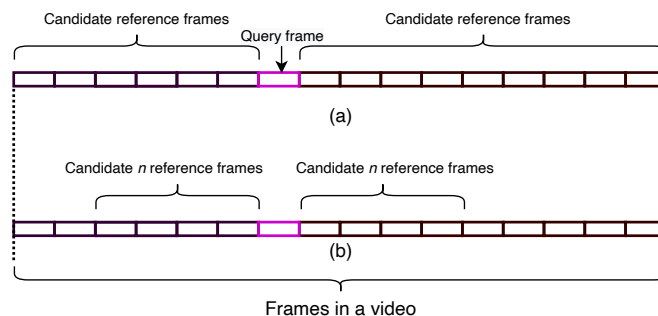 Candidate reference frames
Candidate reference frames
Query frame
(a)
Candidate n reference frames
Candidate n reference frames
(b)
Frames in a video